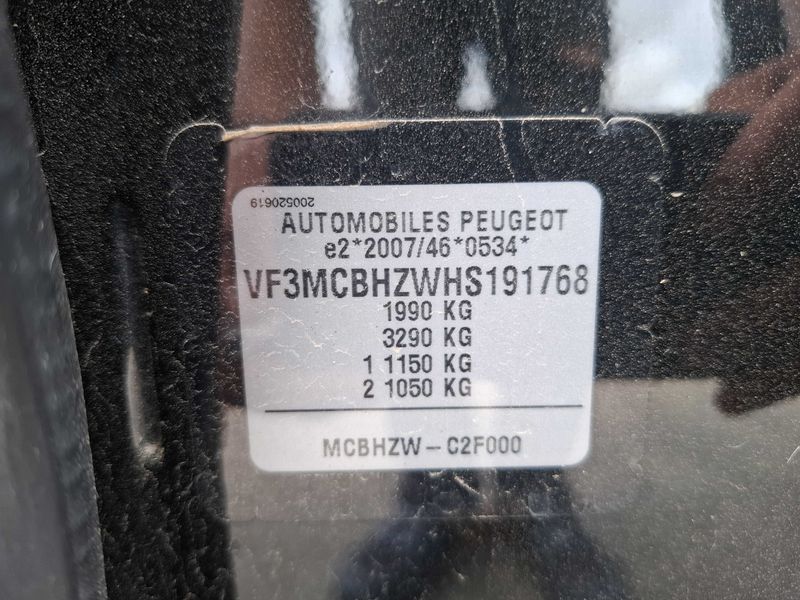 200520619
AUTOMOBILES PEUGEOT
e2*2007/46*0534*
VF3MCBHZWHS191768
1990 KG
3290 KG
1 1150 KG
2 1050 KG
MCBHZW – C2F000